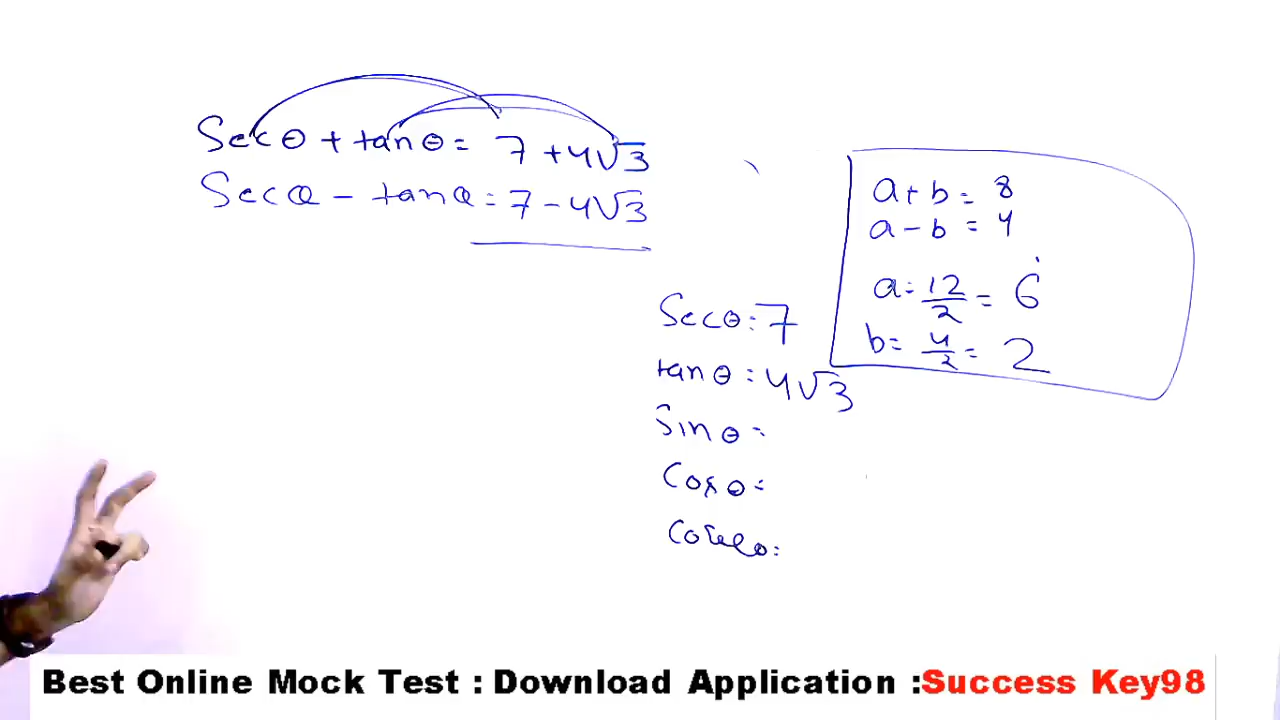 Secθ + tanθ = 7 + 4√3
Secθ - tanθ = 7 - 4√3
a + b = 8
a - b = 4
a = 12/2 = 6
b = 4/2 = 2
Secθ = 7
tanθ = 4√3
Sinθ =
Cosθ =
Cosecθ =
Best Online Mock Test : Download Application :Success Key98